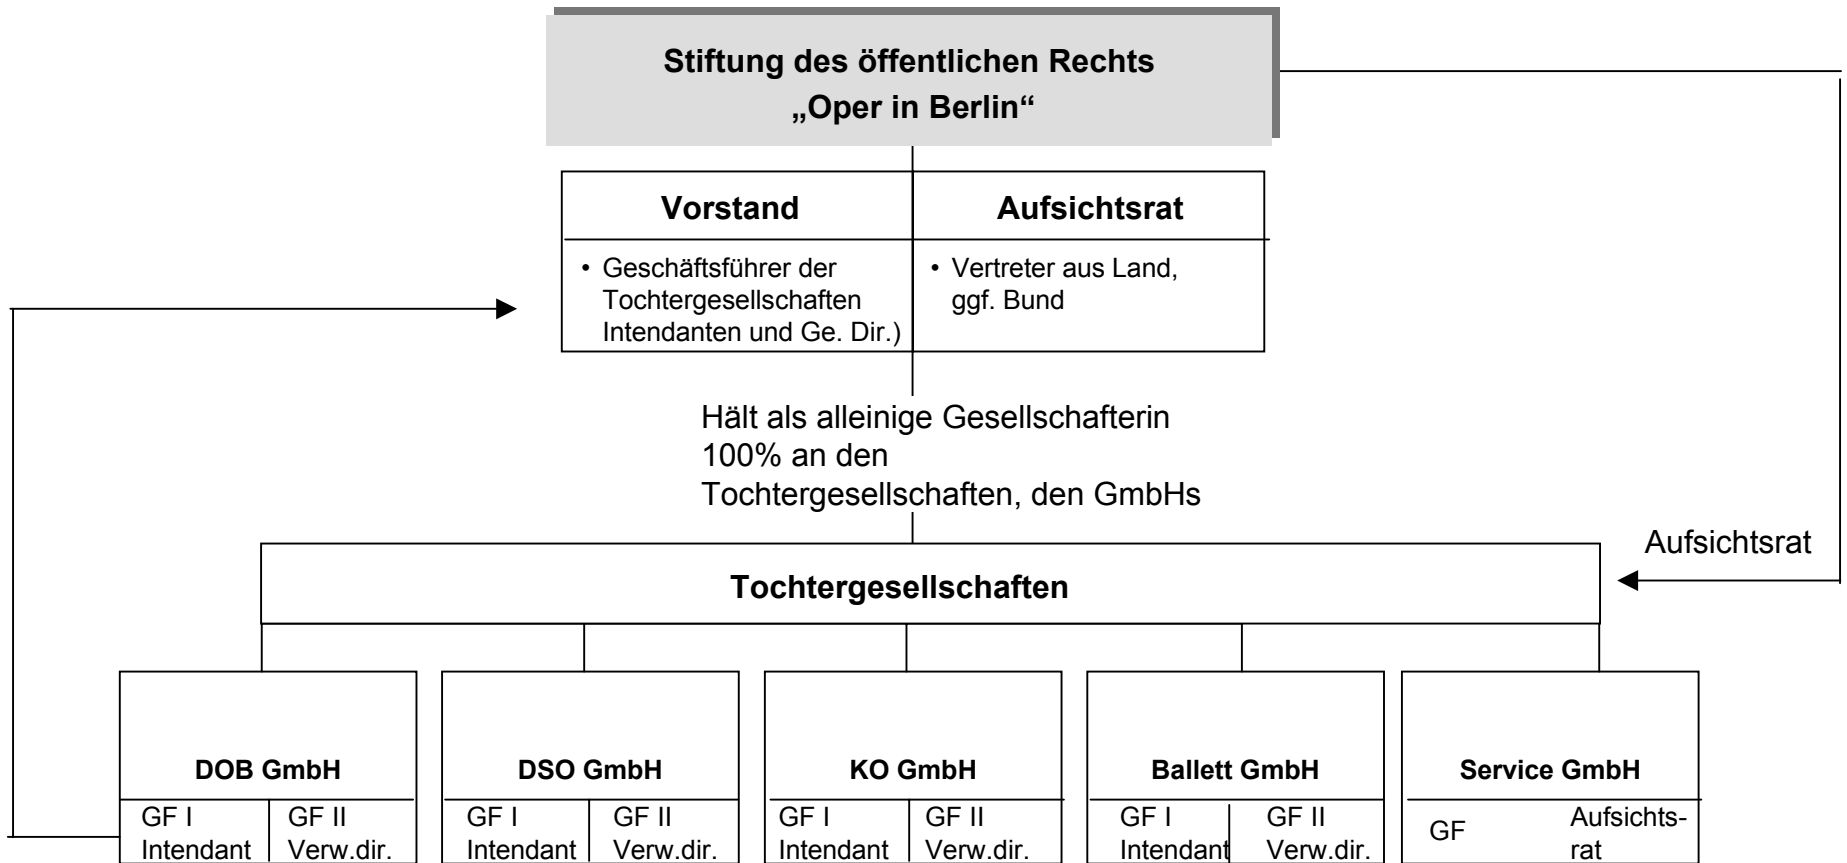 Stiftung des öffentlichen Rechts
„Oper in Berlin“
Vorstand
Aufsichtsrat
• Geschäftsführer der
Tochtergesellschaften
Intendanten und Ge. Dir.)
• Vertreter aus Land,
ggf. Bund
Hält als alleinige Gesellschafterin
100% an den
Tochtergesellschaften, den GmbHs
Aufsichtsrat
Tochtergesellschaften
DOB GmbH
GF I
Intendant
GF II
Verw.dir.
DSO GmbH
GF I
Intendant
GF II
Verw.dir.
KO GmbH
GF I
Intendant
GF II
Verw.dir.
Ballett GmbH
GF I
Intendant
GF II
Verw.dir.
Service GmbH
GF
Aufsichts-
rat